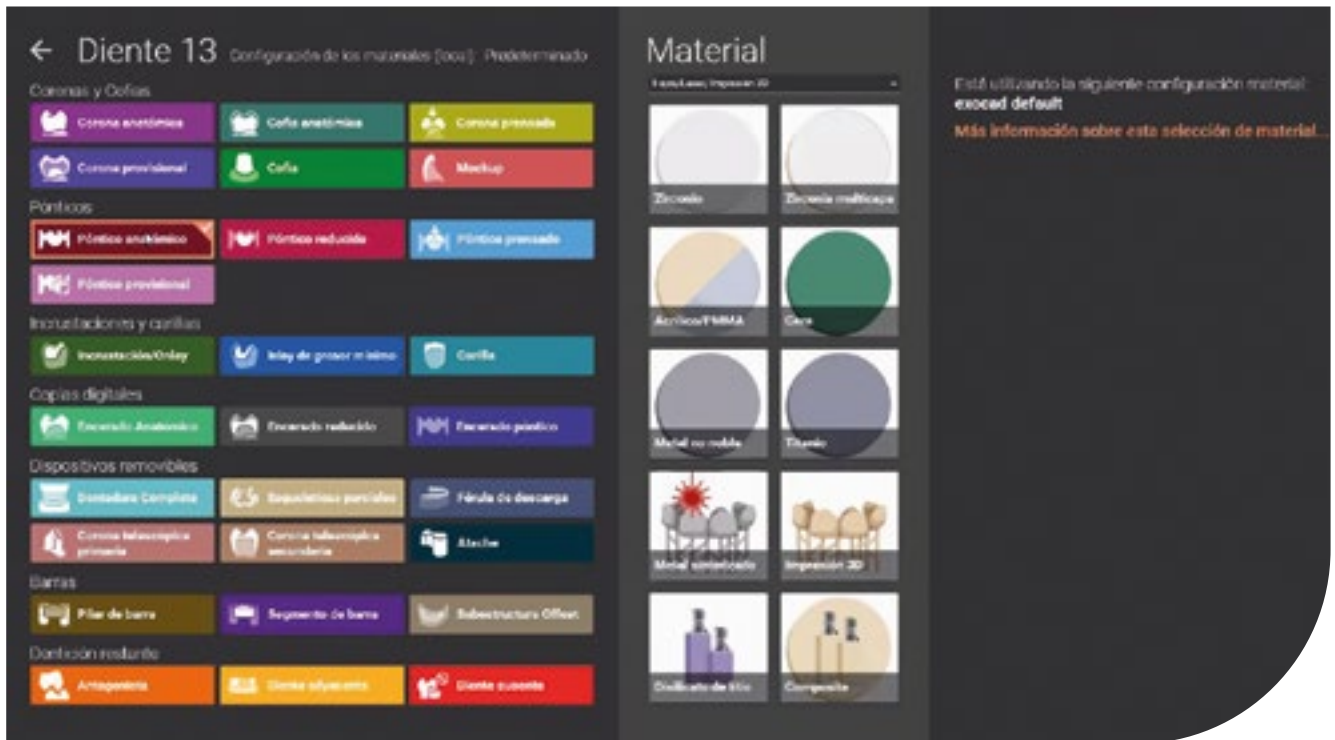 Diente 13 Configuración de los materiales (local): Predeterminado
Coronas y Cofias
Corona anatómica
Cofia anatómica
Corona prensada
Corona provisional
Cofia
Mockup
Pónticos
Póntico anatómico
Póntico reducido
Póntico prensado
Póntico provisional
Incrustaciones y carillas
Incrustación/Onlay
Inlay de grosor mínimo
Carilla
Copias digitales
Encerado Anatómico
Encerado reducido
Encerado póntico
Dispositivos removibles
Dentadura Completa
Esqueléticos parciales
Férula de descarga
Corona telescópica
primaria
Corona telescópica
secundaria
Atache
Barras
Pilar de barra
Segmento de barra
Subestructura Offset
Dentición restante
Antagonista
Diente adyacente
Diente ausente
Material
Impresión 3D
Zirconio
Zirconio multicapa
Acrílico/PMMA
Cera
Metal no noble
Titanio
Metal sinterizado
Impresión 3D
Disilicato de litio
Composite
Está utilizando la siguiente configuración material:
exocad default
Más información sobre esta selección de material...